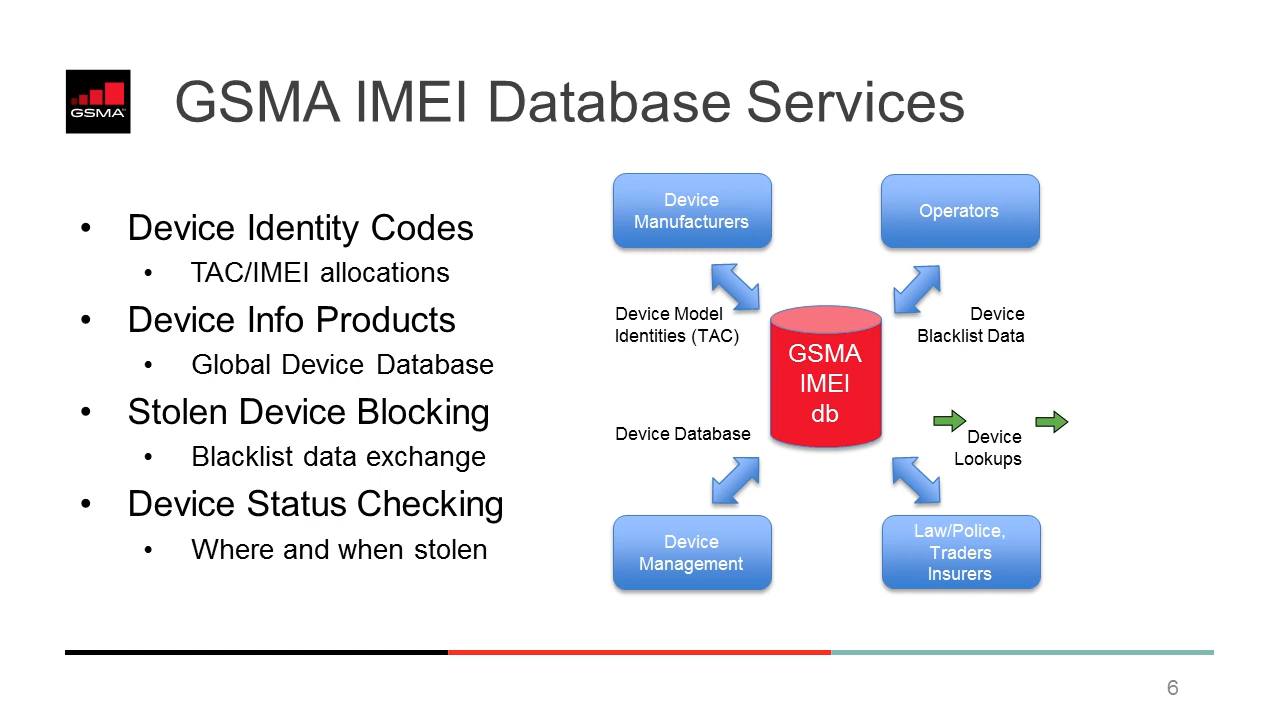 GSMA
GSMA IMEI Database Services
• Device Identity Codes
• TAC/IMEI allocations
• Device Info Products
• Global Device Database
• Stolen Device Blocking
• Blacklist data exchange
• Device Status Checking
• Where and when stolen
Device
Manufacturers
Operators
Device Model
Identities (TAC)
Device
Blacklist Data
GSMA
IMEI
db
Device Database
Device
Lookups
Device
Management
Law/Police,
Traders
Insurers
6